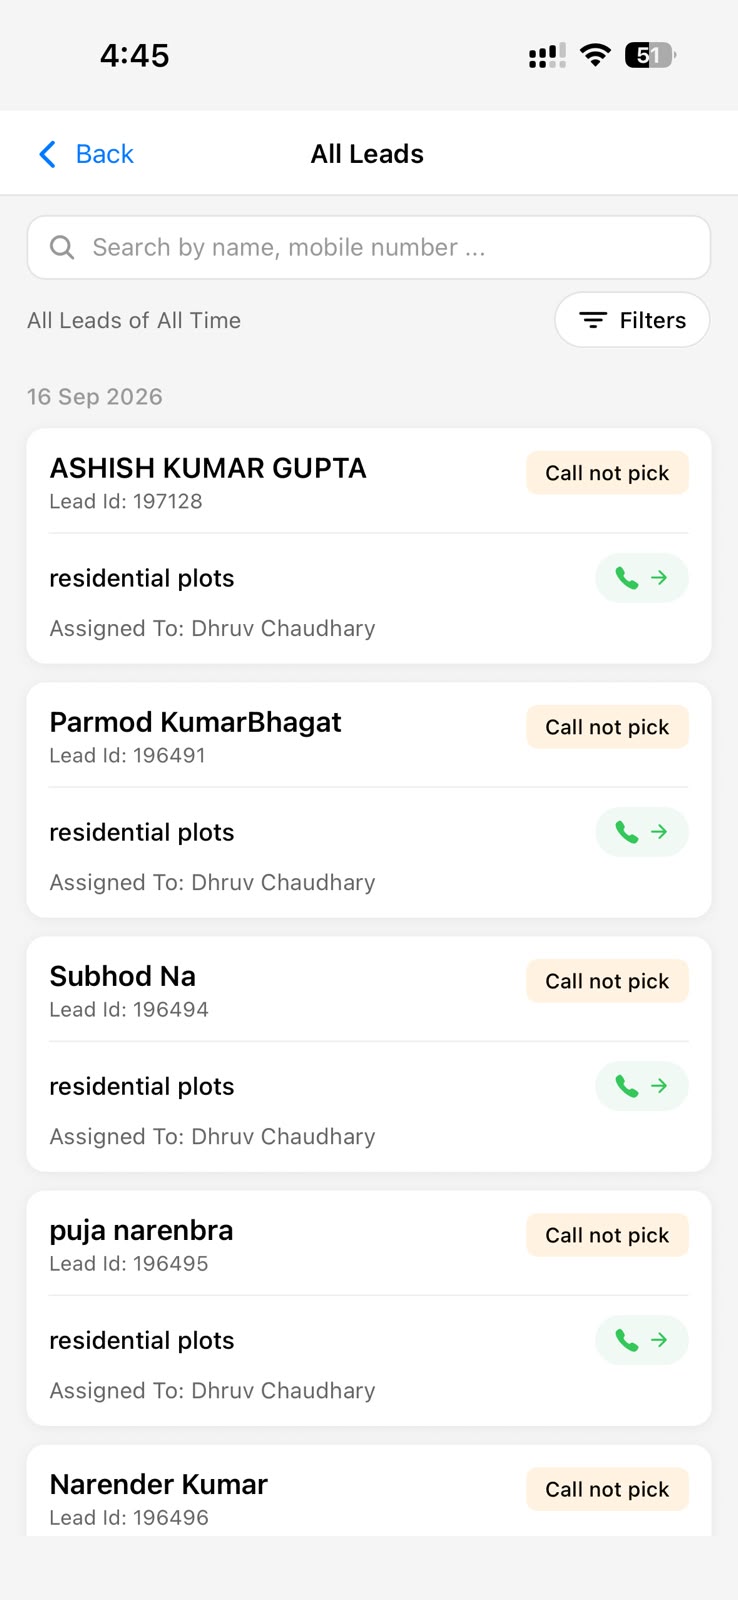 4:45
51
Back
All Leads
Search by name, mobile number ...
All Leads of All Time
Filters
16 Sep 2026
ASHISH KUMAR GUPTA
Call not pick
Lead Id: 197128
residential plots
Assigned To: Dhruv Chaudhary
Parmod KumarBhagat
Call not pick
Lead Id: 196491
residential plots
Assigned To: Dhruv Chaudhary
Subhod Na
Call not pick
Lead Id: 196494
residential plots
Assigned To: Dhruv Chaudhary
puja narenbra
Call not pick
Lead Id: 196495
residential plots
Assigned To: Dhruv Chaudhary
Narender Kumar
Call not pick
Lead Id: 196496